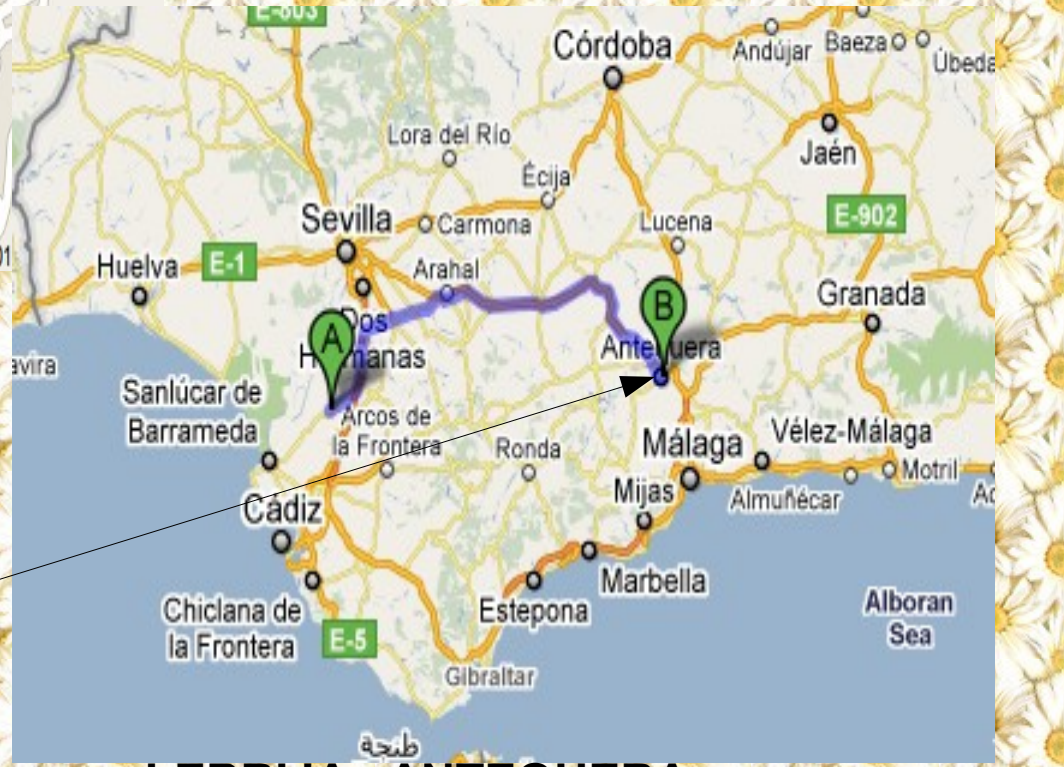 E-803
Córdoba
Andújar
Baeza
Úbeda
Lora del Río
Jaén
Écija
Sevilla
Carmona
Lucena
E-902
Huelva
E-1
Arahal
Granada
A
B
Dos
Hermanas
Antequera
avira
Sanlúcar de
Barrameda
Arcos de
la Frontera
Ronda
Málaga
Vélez-Málaga
Motril
Mijas
Almuñécar
Cádiz
Marbella
Chiclana de
la Frontera
Estepona
Alboran
Sea
E-5
Gibraltar
طنجة